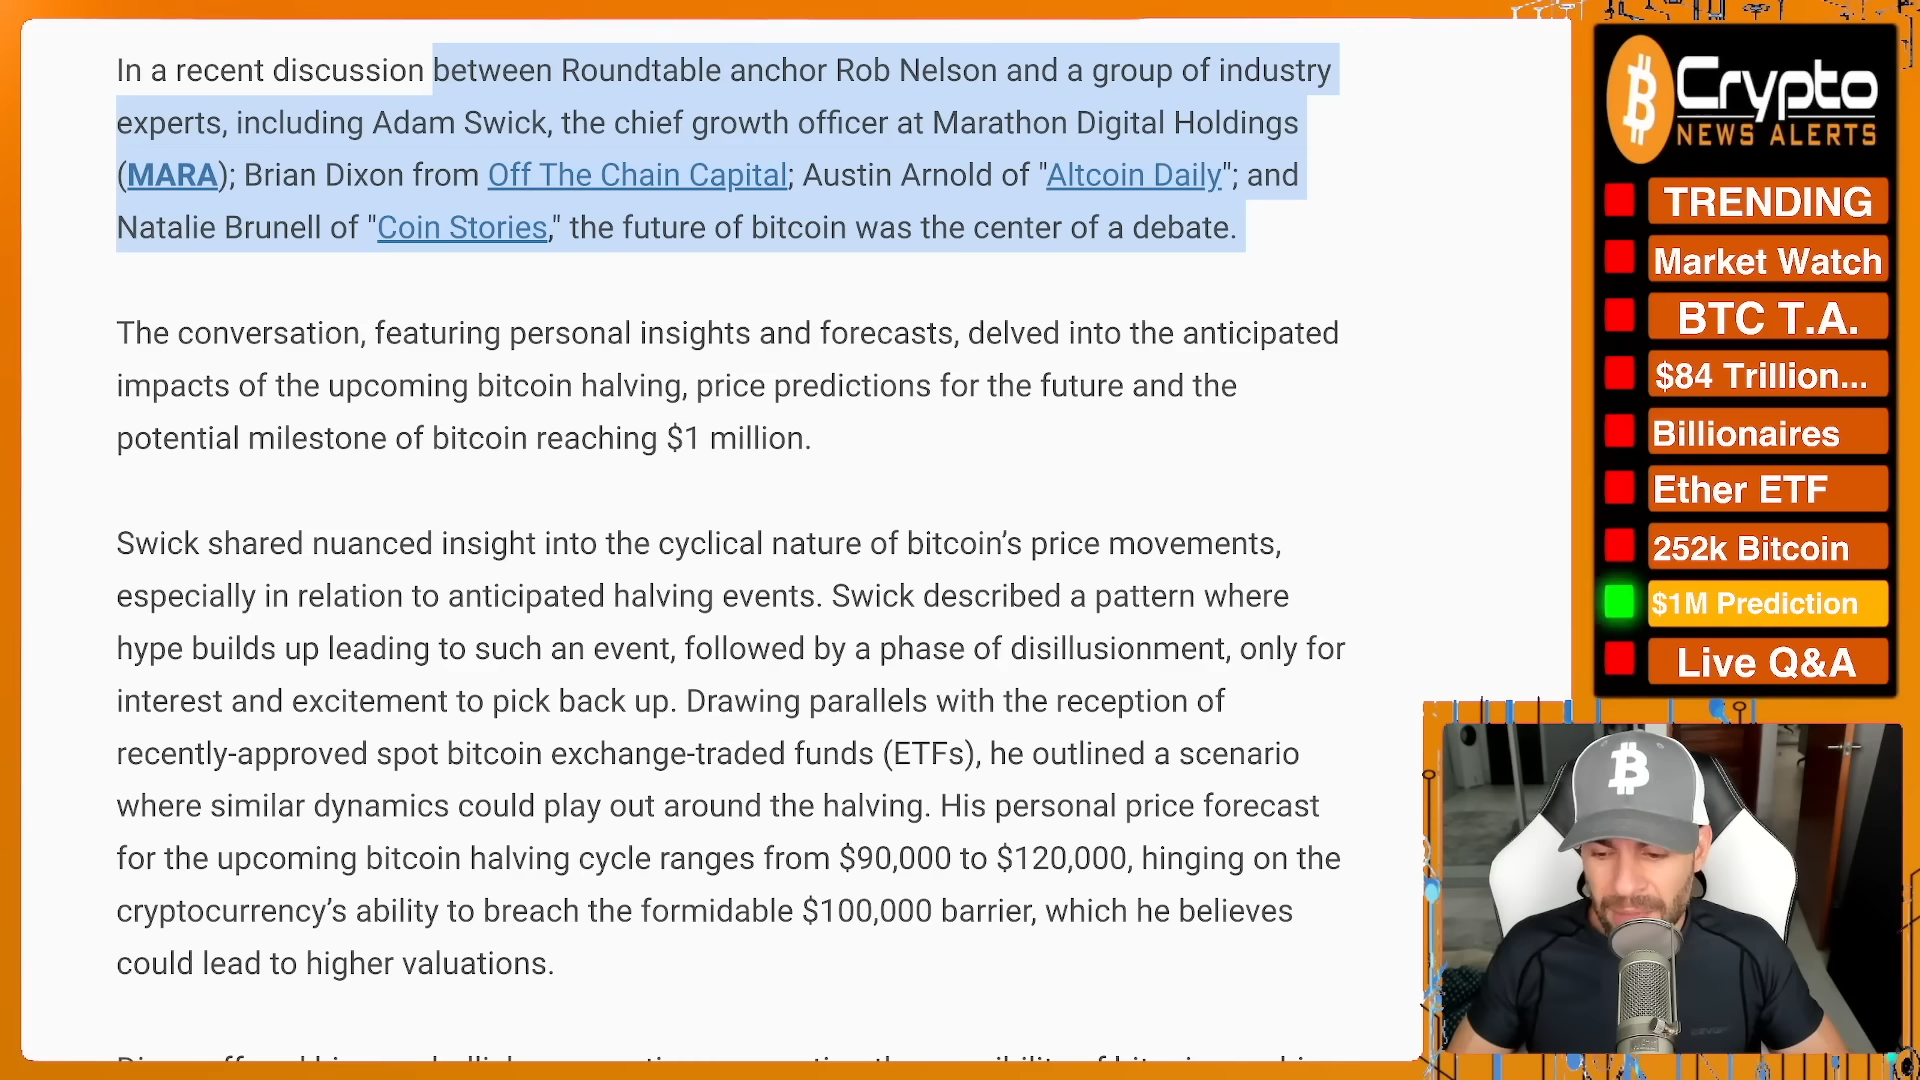 In a recent discussion between Roundtable anchor Rob Nelson and a group of industry
experts, including Adam Swick, the chief growth officer at Marathon Digital Holdings
(MARA); Brian Dixon from Off The Chain Capital; Austin Arnold of "Altcoin Daily"; and
Natalie Brunell of "Coin Stories," the future of bitcoin was the center of a debate.
The conversation, featuring personal insights and forecasts, delved into the anticipated
impacts of the upcoming bitcoin halving, price predictions for the future and the
potential milestone of bitcoin reaching $1 million.
Swick shared nuanced insight into the cyclical nature of bitcoin’s price movements,
especially in relation to anticipated halving events. Swick described a pattern where
hype builds up leading to such an event, followed by a phase of disillusionment, only for
interest and excitement to pick back up. Drawing parallels with the reception of
recently-approved spot bitcoin exchange-traded funds (ETFs), he outlined a scenario
where similar dynamics could play out around the halving. His personal price forecast
for the upcoming bitcoin halving cycle ranges from $90,000 to $120,000, hinging on the
cryptocurrency’s ability to breach the formidable $100,000 barrier, which he believes
could lead to higher valuations.
Crypto
NEWS ALERTS
TRENDING
Market Watch
BTC T.A.
$84 Trillion...
Billionaires
Ether ETF
252k Bitcoin
$1M Prediction
Live Q&A